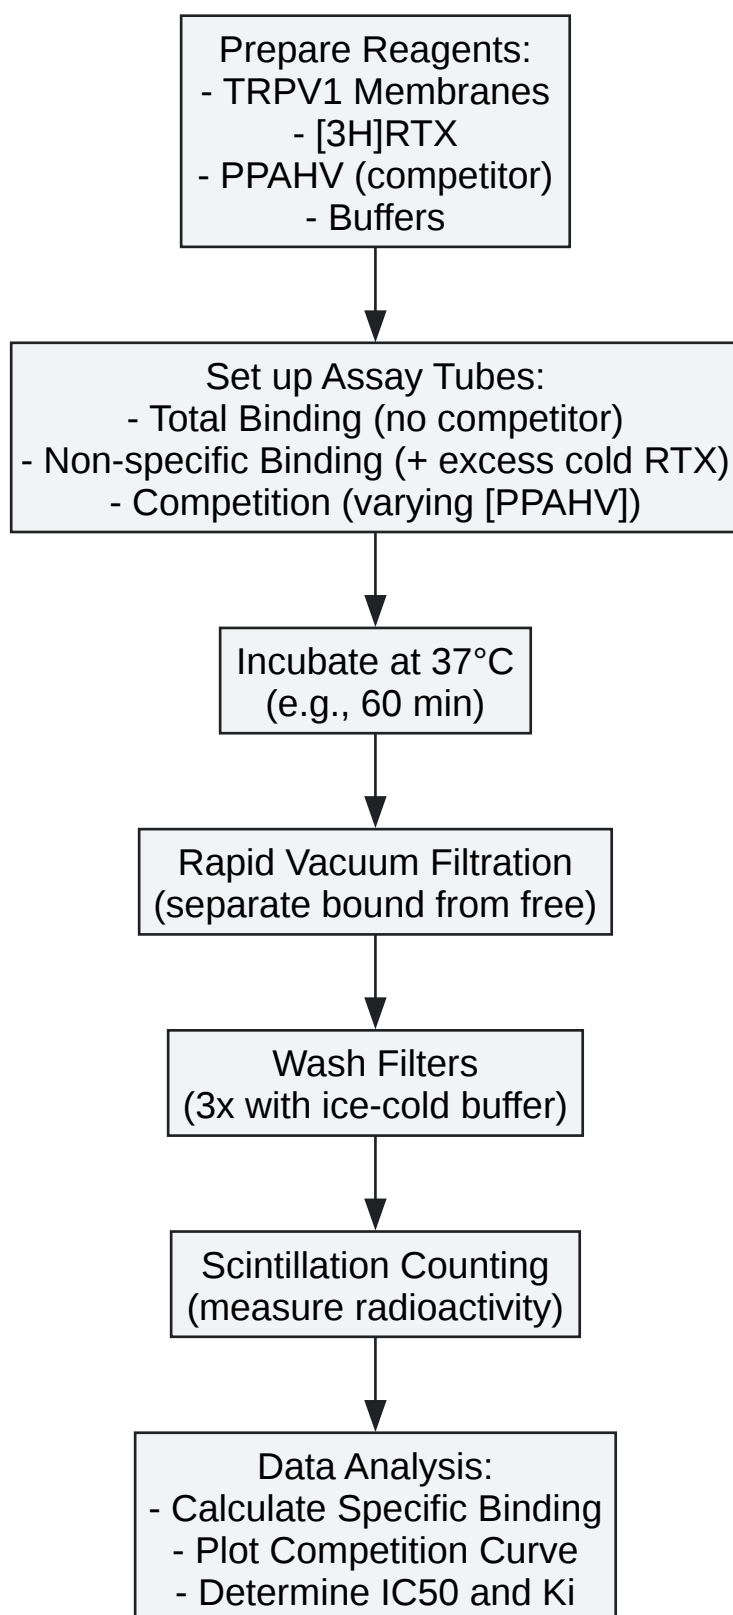 Prepare Reagents:
- TRPV1 Membranes
- [3H]RTX
- PPAHV (competitor)
- Buffers
Set up Assay Tubes:
- Total Binding (no competitor)
- Non-specific Binding (+ excess cold RTX)
- Competition (varying [PPAHV])
Incubate at 37°C
(e.g., 60 min)
Rapid Vacuum Filtration
(separate bound from free)
Wash Filters
(3x with ice-cold buffer)
Scintillation Counting
(measure radioactivity)
Data Analysis:
- Calculate Specific Binding
- Plot Competition Curve
- Determine IC50 and Ki